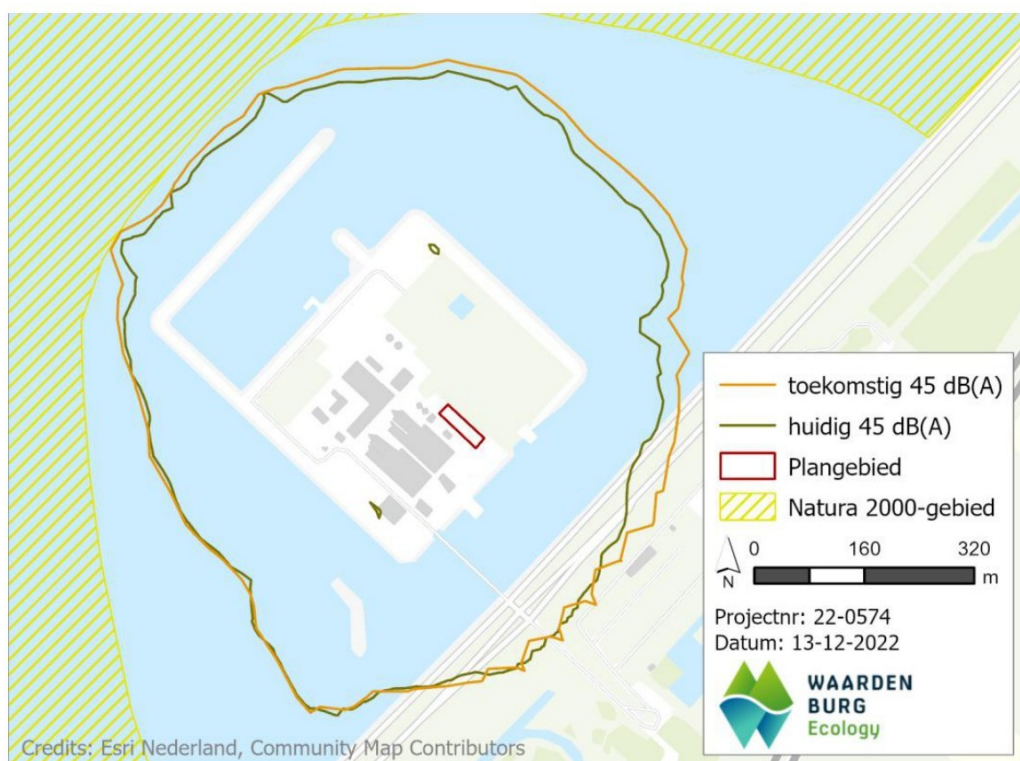 toekomstig 45 dB(A)
huidig 45 dB(A)
Plangebied
Natura 2000-gebied
N
0 160 320
m
Projectnr: 22-0574
Datum: 13-12-2022
WAARDEN
BURG
Ecology
Credits: Esri Nederland, Community Map Contributors